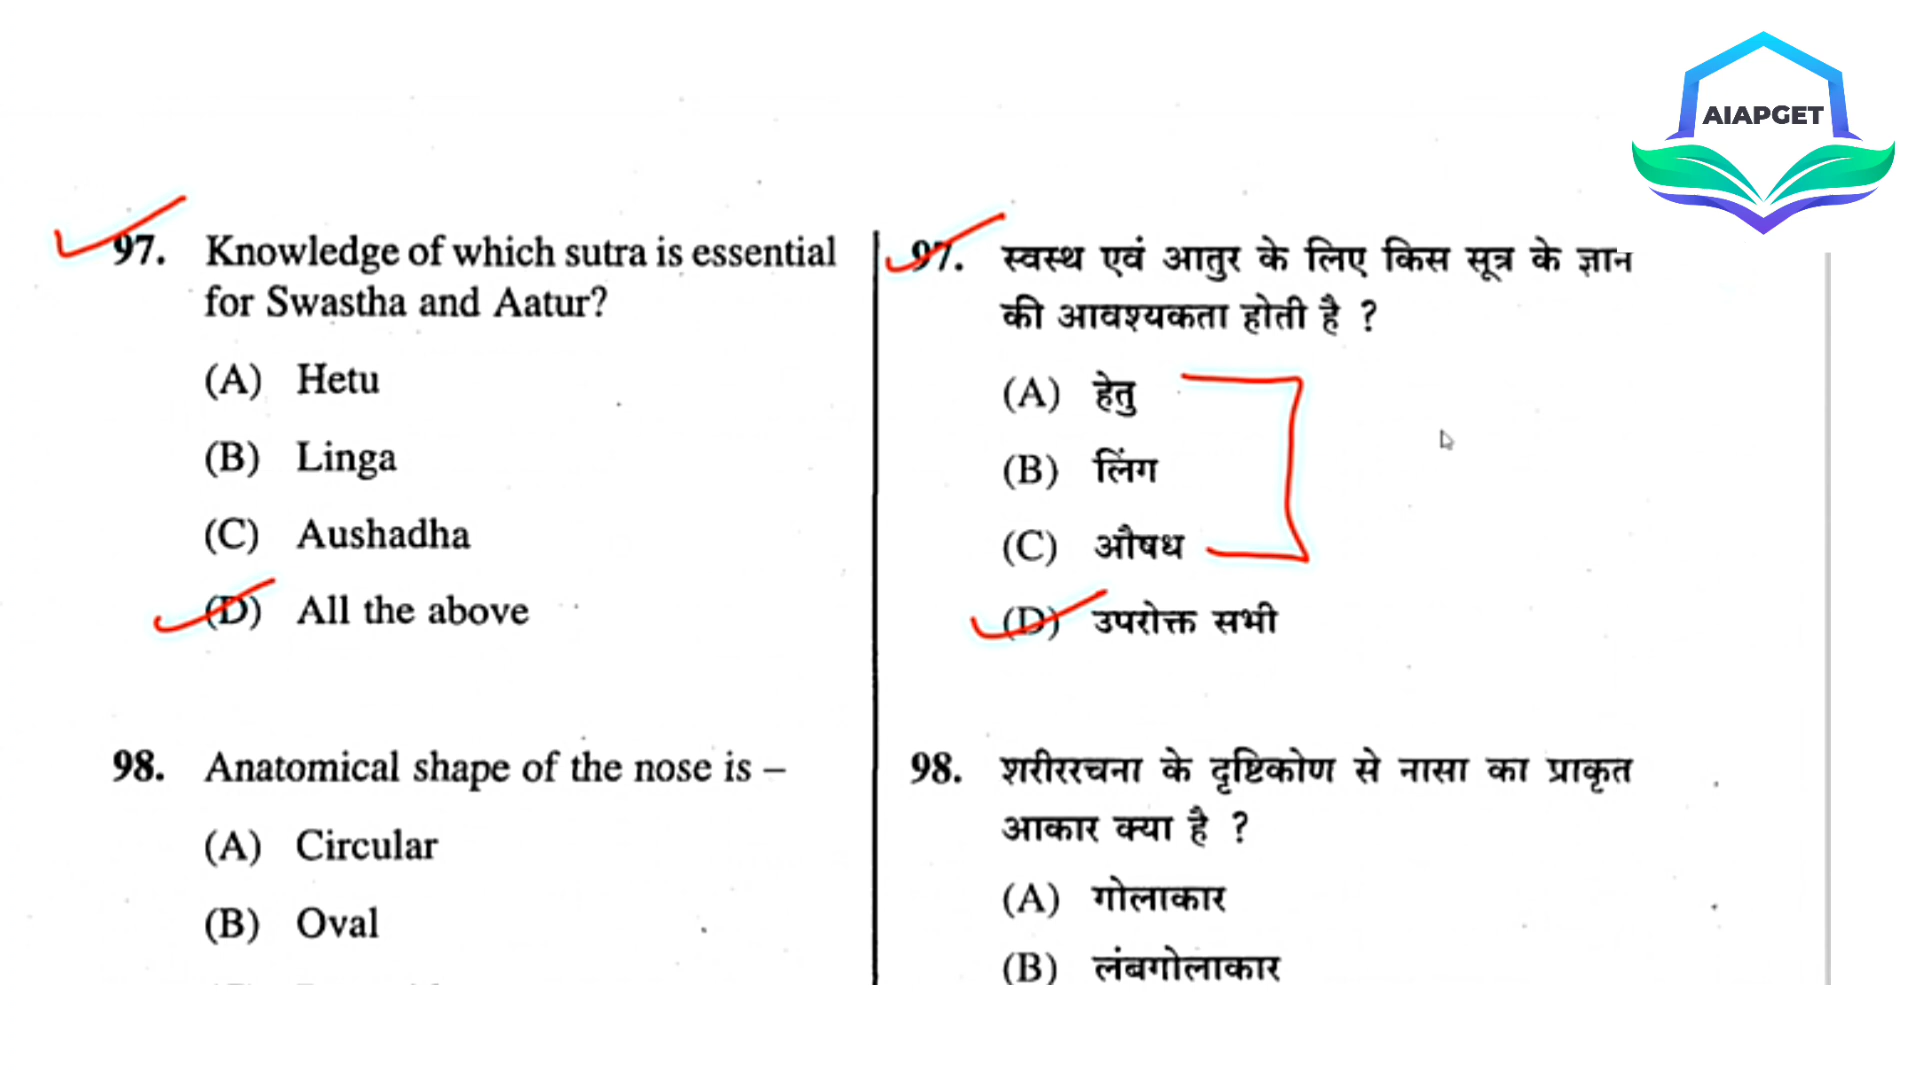 AIAPGET
97. Knowledge of which sutra is essential
for Swastha and Aatur?
(A) Hetu
(B) Linga
(C) Aushadha
(D) All the above
98. Anatomical shape of the nose is –
(A) Circular
(B) Oval
97. स्वस्थ एवं आतुर के लिए किस सूत्र के ज्ञान
की आवश्यकता होती है ?
(A) हेतु
(B) लिंग
(C) औषध
(D) उपरोक्त सभी
98. शरीररचना के दृष्टिकोण से नासा का प्राकृत
आकार क्या है ?
(A) गोलाकार
(B) लंबगोलाकार